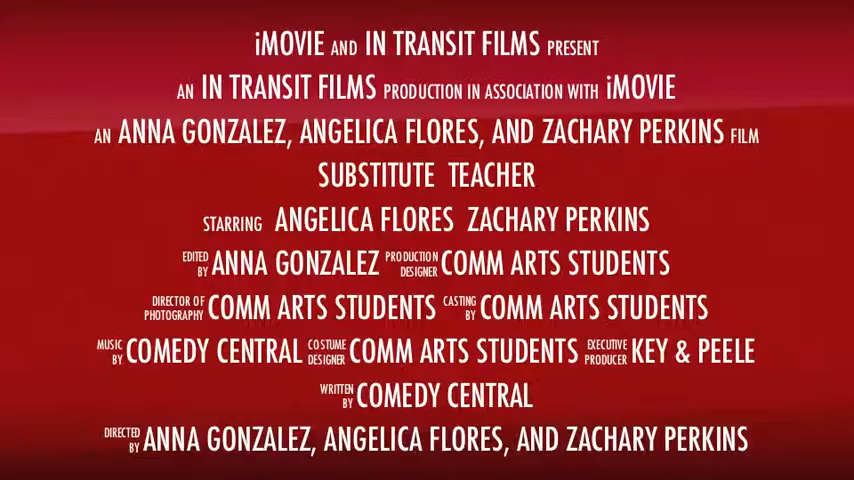 iMOVIE AND IN TRANSIT FILMS PRESENT
AN IN TRANSIT FILMS PRODUCTION IN ASSOCIATION WITH iMOVIE
AN ANNA GONZALEZ, ANGELICA FLORES, AND ZACHARY PERKINS FILM
SUBSTITUTE TEACHER
STARRING ANGELICA FLORES ZACHARY PERKINS
EDITED BY ANNA GONZALEZ PRODUCTION DESIGNER COMM ARTS STUDENTS
DIRECTOR OF PHOTOGRAPHY COMM ARTS STUDENTS CASTING BY COMM ARTS STUDENTS
MUSIC BY COMEDY CENTRAL COSTUME DESIGNER COMM ARTS STUDENTS EXECUTIVE PRODUCER KEY & PEELE
WRITTEN BY COMEDY CENTRAL
DIRECTED BY ANNA GONZALEZ, ANGELICA FLORES, AND ZACHARY PERKINS